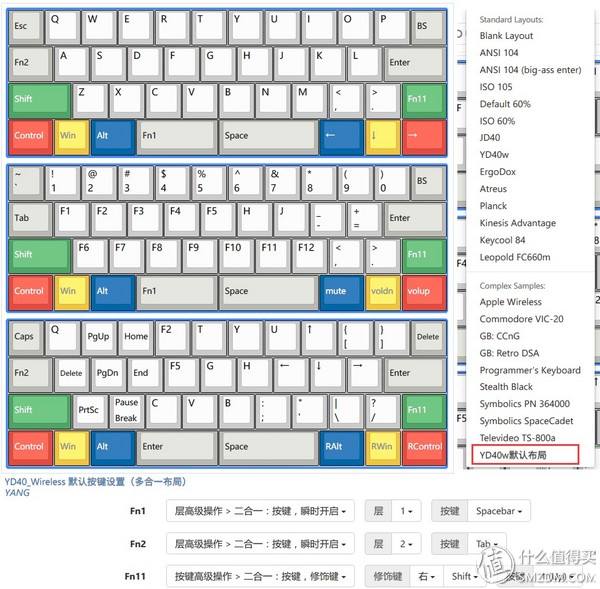 Esc Q W E R T Y U I O P BS
Fn2 A S D F G H J K L Enter
Shift Z X C V B N M < , > . Fn11
Control Win Alt Fn1 Space ← ↓ →
~ ` ! 1 @ 2 # 3 $ 4 % 5 ^ 6 & 7 * 8 ( 9 ) 0 BS
Tab F1 F2 F3 F4 F5 H J _ - + = Enter
Shift F6 F7 F8 F9 F10 F11 F12 < , > . Fn11
Control Win Alt Fn1 Space mute voldn volup
Caps Q PgUp Home F2 T Y U ↑ { [ } ] Delete
Fn2 Delete PgDn End F5 G H ← ↓ → Enter
Shift PrtSc Pause Break C V B : ; " ' | \ ? / Fn11
Control Win Alt Enter Space RAlt RWin RControl
Standard Layouts:
Blank Layout
ANSI 104
ANSI 104 (big-ass enter)
ISO 105
Default 60%
ISO 60%
JD40
YD40w
ErgoDox
Atreus
Planck
Kinesis Advantage
Keycool 84
Leopold FC660m
Complex Samples:
Apple Wireless
Commodore VIC-20
GB: CCnG
GB: Retro DSA
Programmer's Keyboard
Stealth Black
Symbolics PN 364000
Symbolics SpaceCadet
Televideo TS-800a
YD40w默认布局
YD40_Wireless 默认按键设置（多合一布局）
YANG
Fn1 层高级操作 > 二合一：按键，瞬时开启 层 1 按键 Spacebar
Fn2 层高级操作 > 二合一：按键，瞬时开启 层 2 按键 Tab
Fn11 按键高级操作 > 二合一：按键，修饰键 修饰键 右 Shift 按键
值 什么值得买
SMZDM.COM